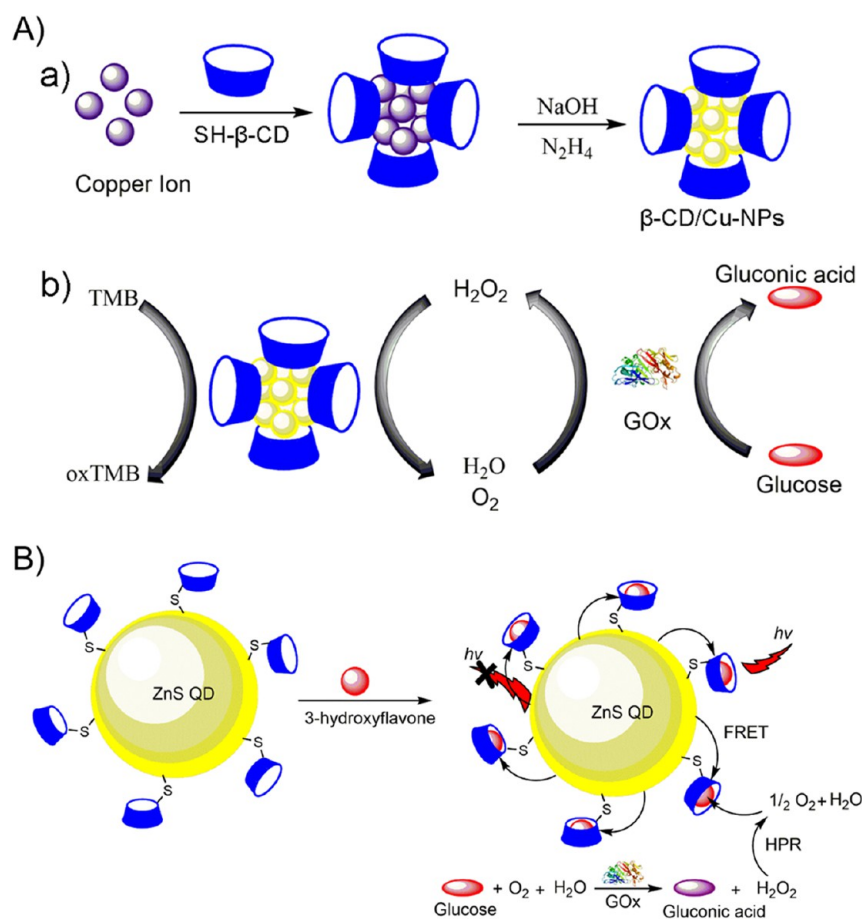 A)
a)
SH-β-CD
NaOH
N₂H₄
Copper Ion
β-CD/Cu-NPs
b)
TMB
H₂O₂
Gluconic acid
GOx
oxTMB
H₂O
O₂
Glucose
B)
S
S
S
S
S
S
ZnS QD
3-hydroxyflavone
hv
hv
S
S
S
S
S
S
ZnS QD
FRET
1/2 O₂+H₂O
HPR
Glucose + O₂ + H₂O GOx Gluconic acid + H₂O₂